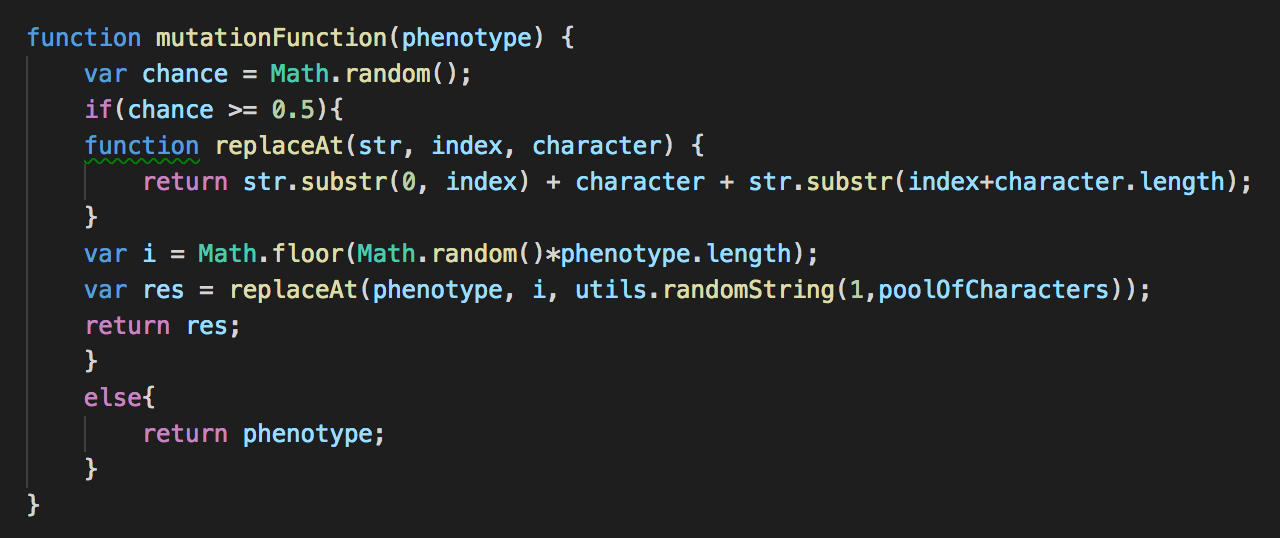 function mutationFunction(phenotype) {
    var chance = Math.random();
    if(chance >= 0.5){
    function replaceAt(str, index, character) {
        return str.substr(0, index) + character + str.substr(index+character.length);
    }
    var i = Math.floor(Math.random()*phenotype.length);
    var res = replaceAt(phenotype, i, utils.randomString(1,poolOfCharacters));
    return res;
    }
    else{
        return phenotype;
    }
}